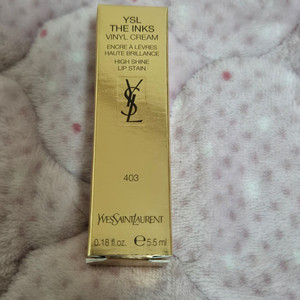 YSL
THE INKS
VINYL CREAM
ENCRE À LÈVRES
HAUTE BRILLANCE
HIGH SHINE
LIP STAIN
YSL
403
YVESSAINTLAURENT
0.18 fl.oz. ℮ 5.5 ml